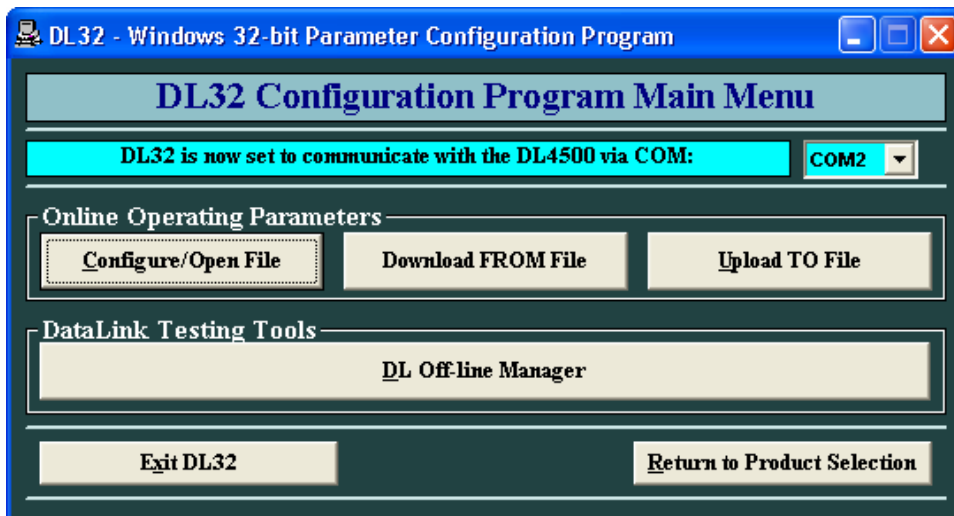 DL32 - Windows 32-bit Parameter Configuration Program
DL32 Configuration Program Main Menu
DL32 is now set to communicate with the DL4500 via COM: COM2
Online Operating Parameters
Configure/Open File Download FROM File Upload TO File
DataLink Testing Tools
DL Off-line Manager
Exit DL32 Return to Product Selection